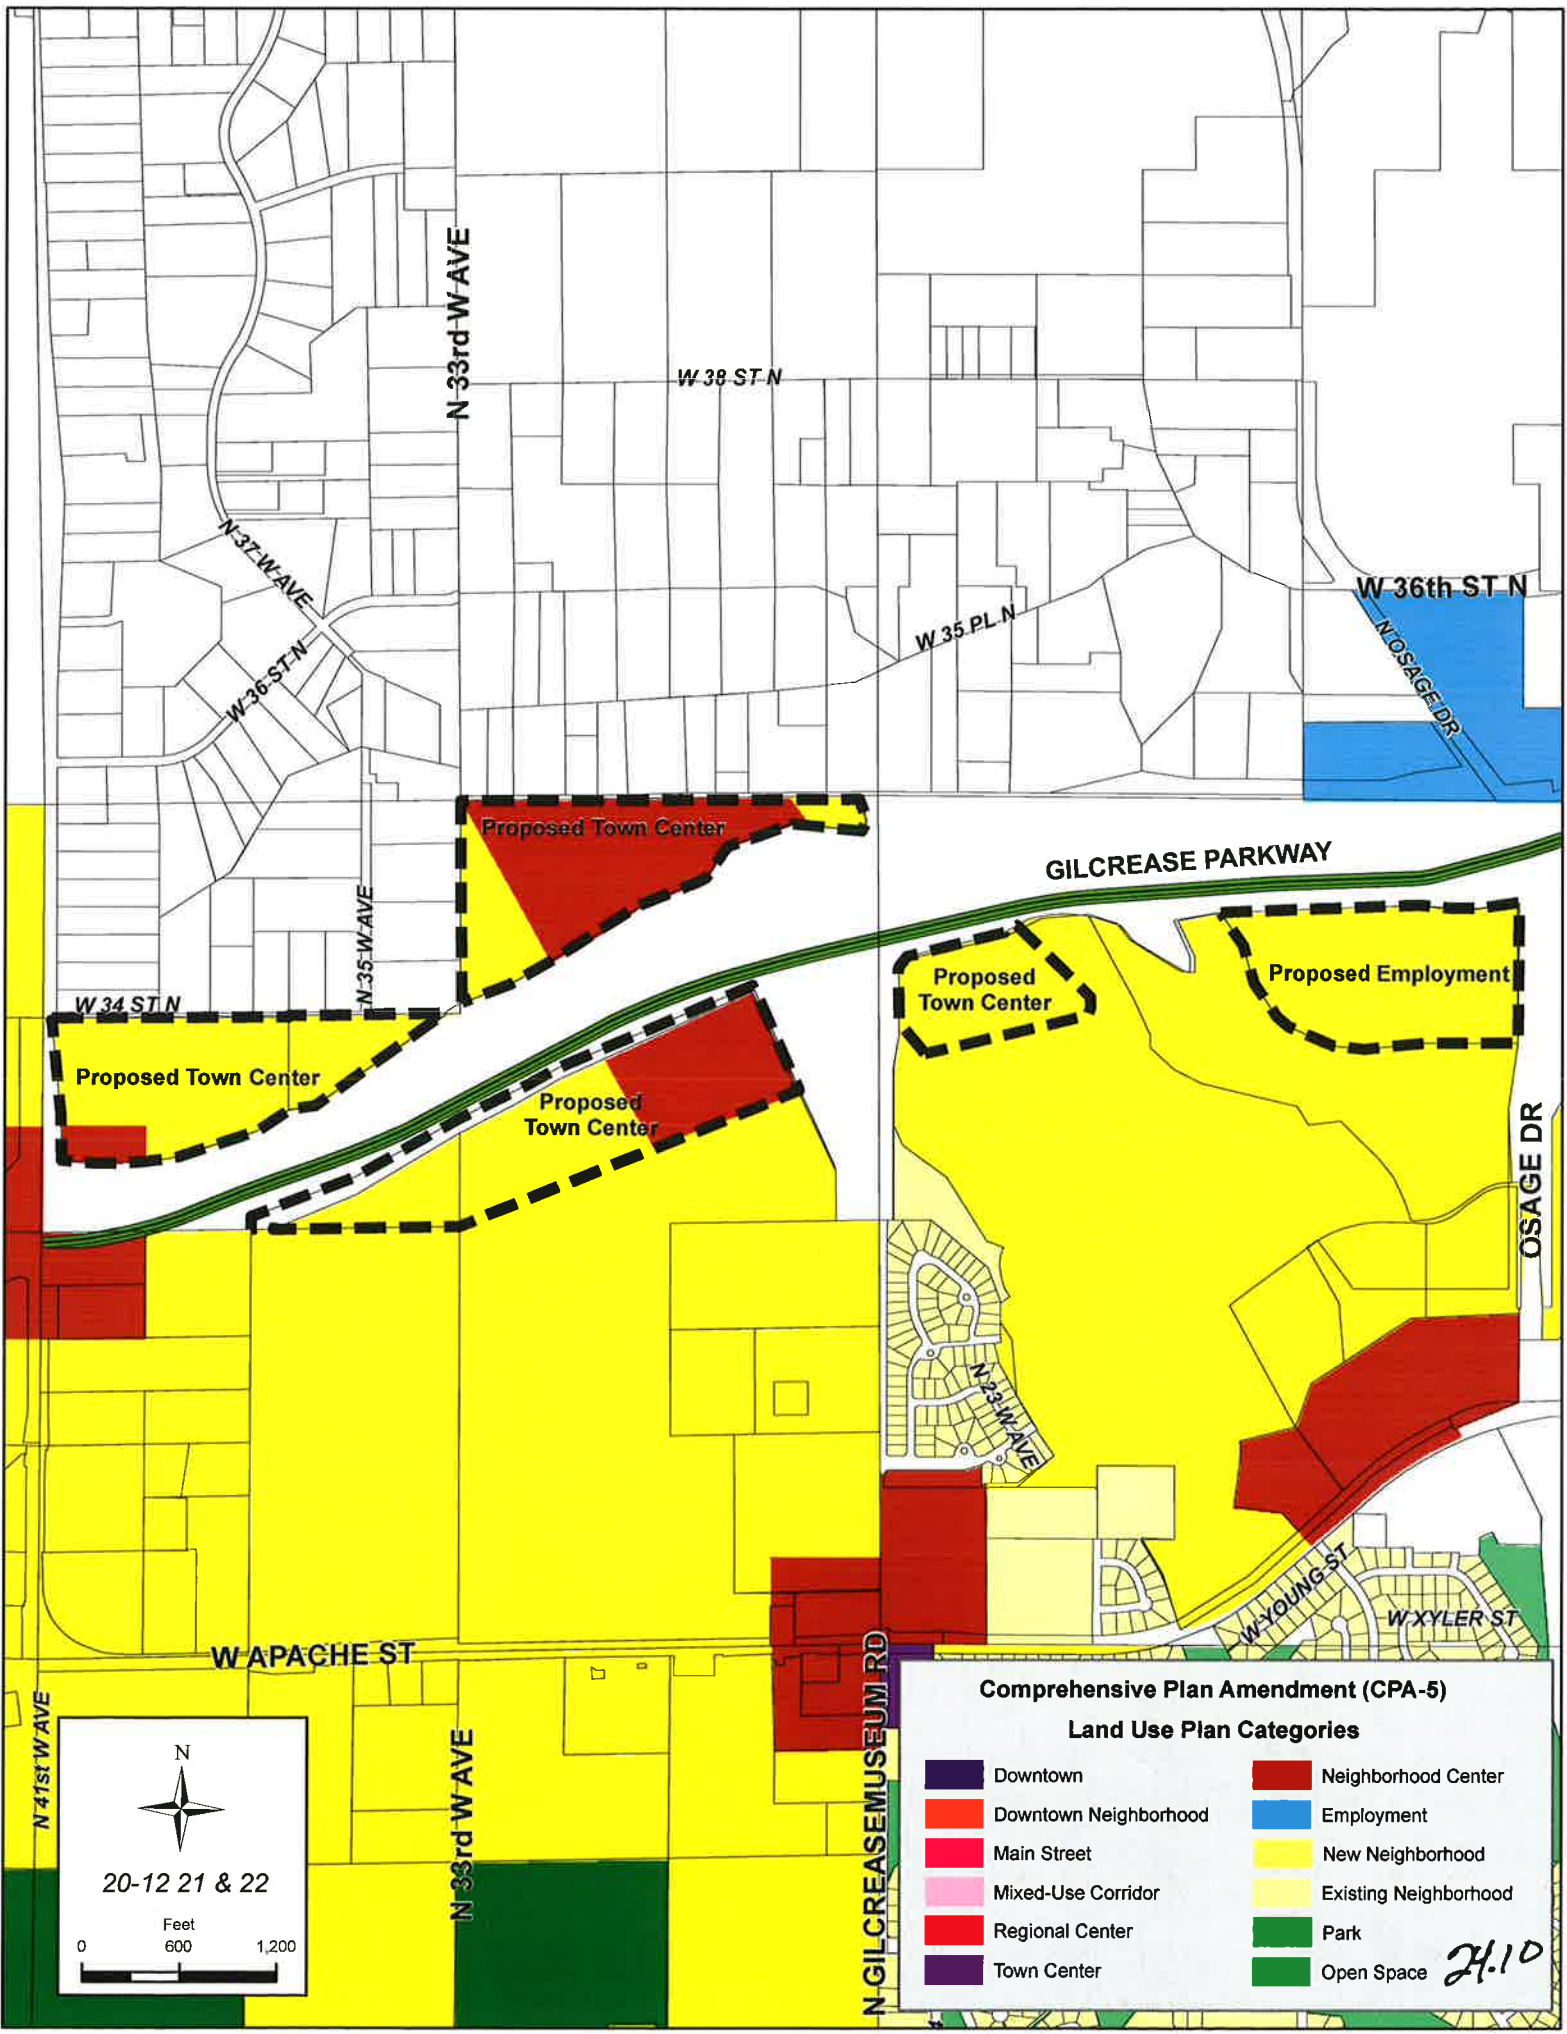 N 33rd W AVE
W 38 ST N
N 37 W AVE
W 36th ST N
W 35 PL N
N OSAGE DR
W 36 ST N
Proposed Town Center
GILCREASE PARKWAY
N 35 W AVE
W 34 ST N
Proposed
Town Center
Proposed Employment
Proposed Town Center
Proposed
Town Center
OSAGE DR
N 23 W AVE
W YOUNG ST
W XYLER ST
W APACHE ST
N 41st W AVE
N 33rd W AVE
N GILCREASEMUSEUM RD
N
20-12 21 & 22
Feet
0 600 1,200
Comprehensive Plan Amendment (CPA-5)
Land Use Plan Categories
Downtown
Downtown Neighborhood
Main Street
Mixed-Use Corridor
Regional Center
Town Center
Neighborhood Center
Employment
New Neighborhood
Existing Neighborhood
Park
Open Space
24.10